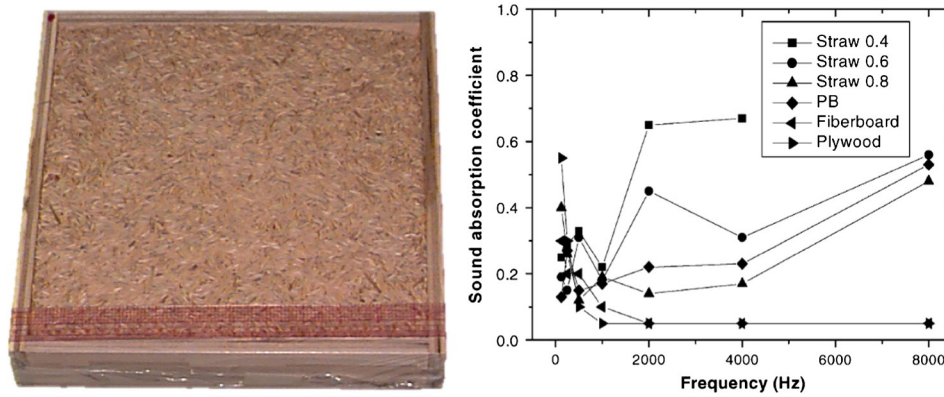 Sound absorption coefficient
1.0
0.8
0.6
0.4
0.2
0.0
Straw 0.4
Straw 0.6
Straw 0.8
PB
Fiberboard
Plywood
0 2000 4000 6000 8000
Frequency (Hz)